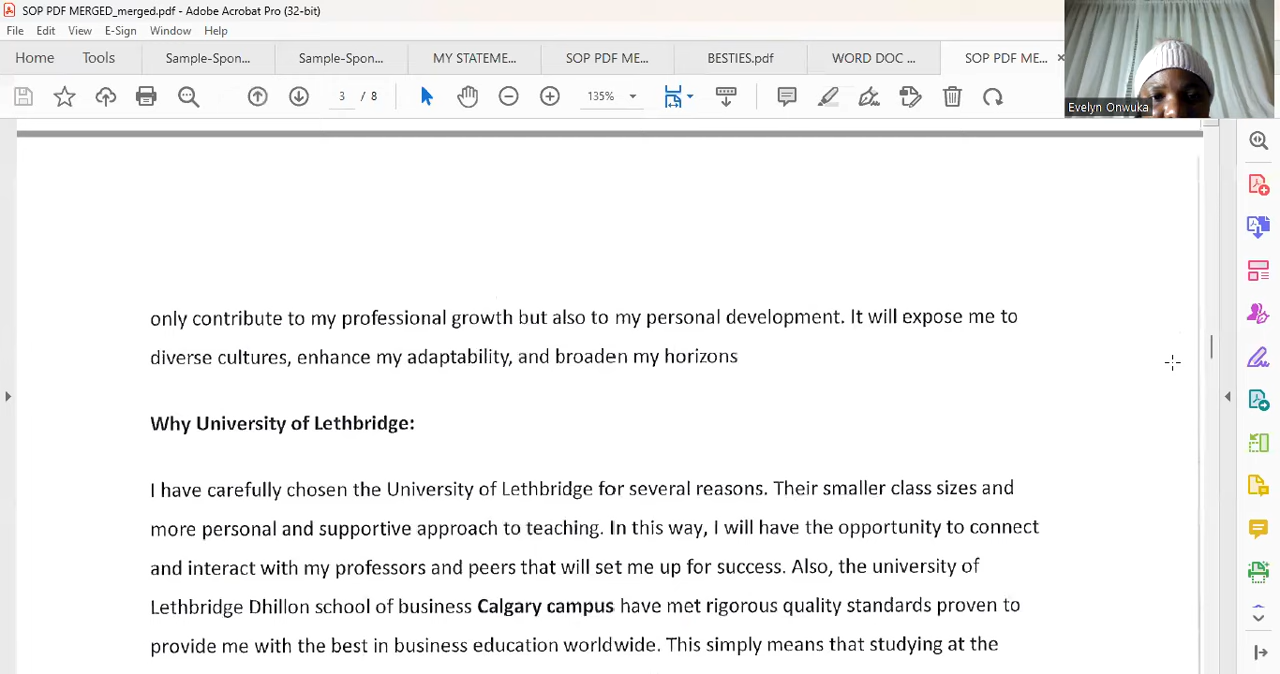 SOP PDF MERGED_merged.pdf - Adobe Acrobat Pro (32-bit)
File Edit View E-Sign Window Help
Home Tools Sample-Spon... Sample-Spon... MY STATEME... SOP PDF ME... BESTIES.pdf WORD DOC ... SOP PDF ME... ×
3 / 8 135%
Evelyn Onwuka
only contribute to my professional growth but also to my personal development. It will expose me to
diverse cultures, enhance my adaptability, and broaden my horizons
Why University of Lethbridge:
I have carefully chosen the University of Lethbridge for several reasons. Their smaller class sizes and
more personal and supportive approach to teaching. In this way, I will have the opportunity to connect
and interact with my professors and peers that will set me up for success. Also, the university of
Lethbridge Dhillon school of business Calgary campus have met rigorous quality standards proven to
provide me with the best in business education worldwide. This simply means that studying at the